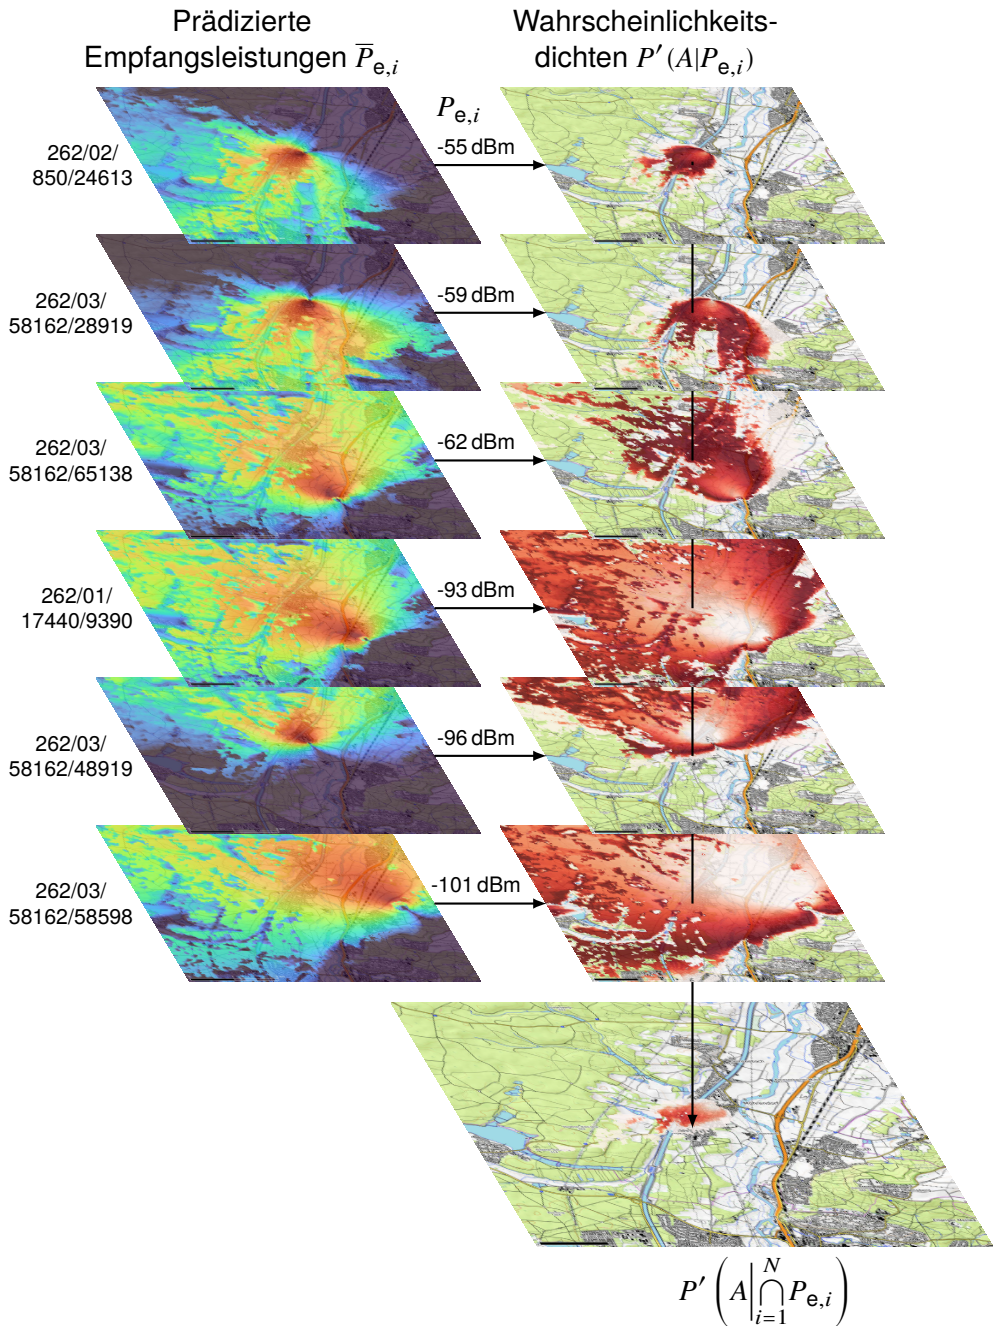 Prädizierte
Empfangsleistungen P̅e,i
Wahrscheinlichkeits-
dichten P′(A|Pe,i)
Pe,i
262/02/
850/24613
-55 dBm
262/03/
58162/28919
-59 dBm
262/03/
58162/65138
-62 dBm
262/01/
17440/9390
-93 dBm
262/03/
58162/48919
-96 dBm
262/03/
58162/58598
-101 dBm
P′(A|⋂i=1N Pe,i)